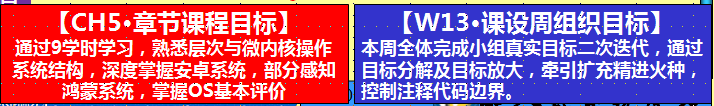 【CH5•章节课程目标】
通过9学时学习，熟悉层次与微内核操
作系统结构，深度掌握安卓系统，部分感知
鸿蒙系统，掌握OS基本评价
【W13•课设周组织目标】
本周全体完成小组真实目标二次迭代，通过
目标分解及目标放大，牵引扩充精进火种，
控制注释代码边界。